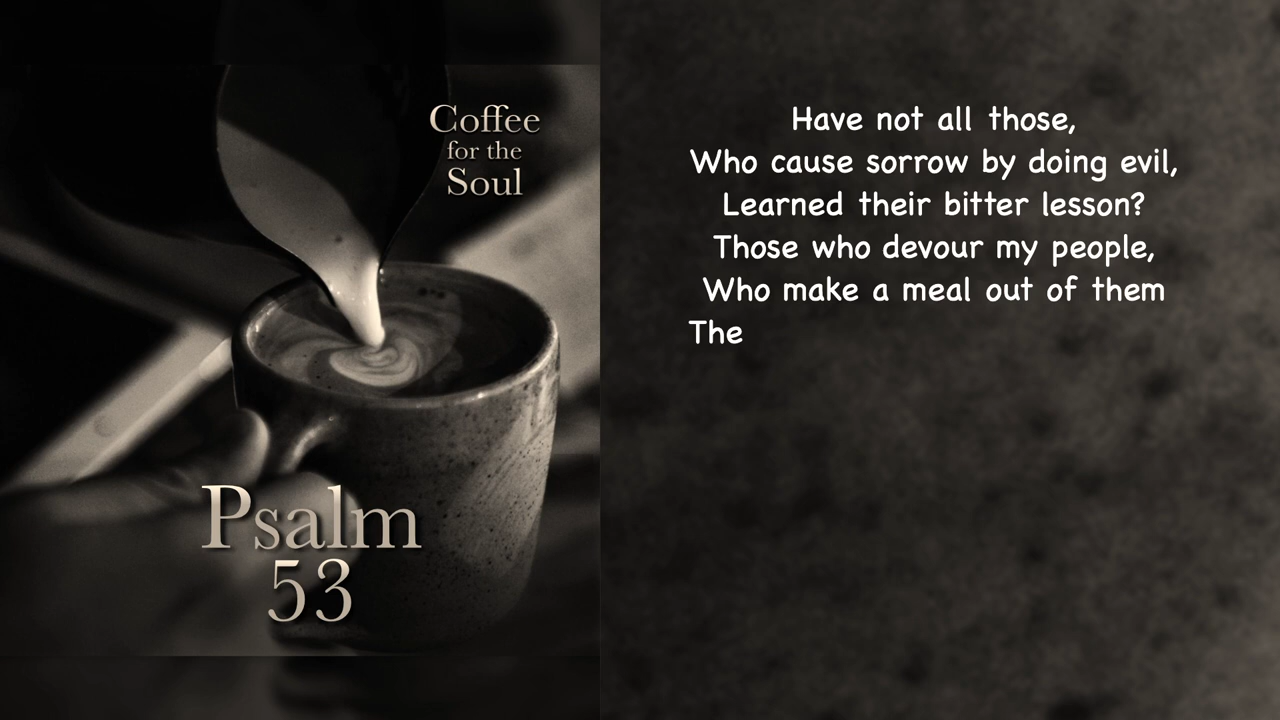 Coffee
for the
Soul
Psalm
53
Have not all those,
Who cause sorrow by doing evil,
Learned their bitter lesson?
Those who devour my people,
Who make a meal out of them
The